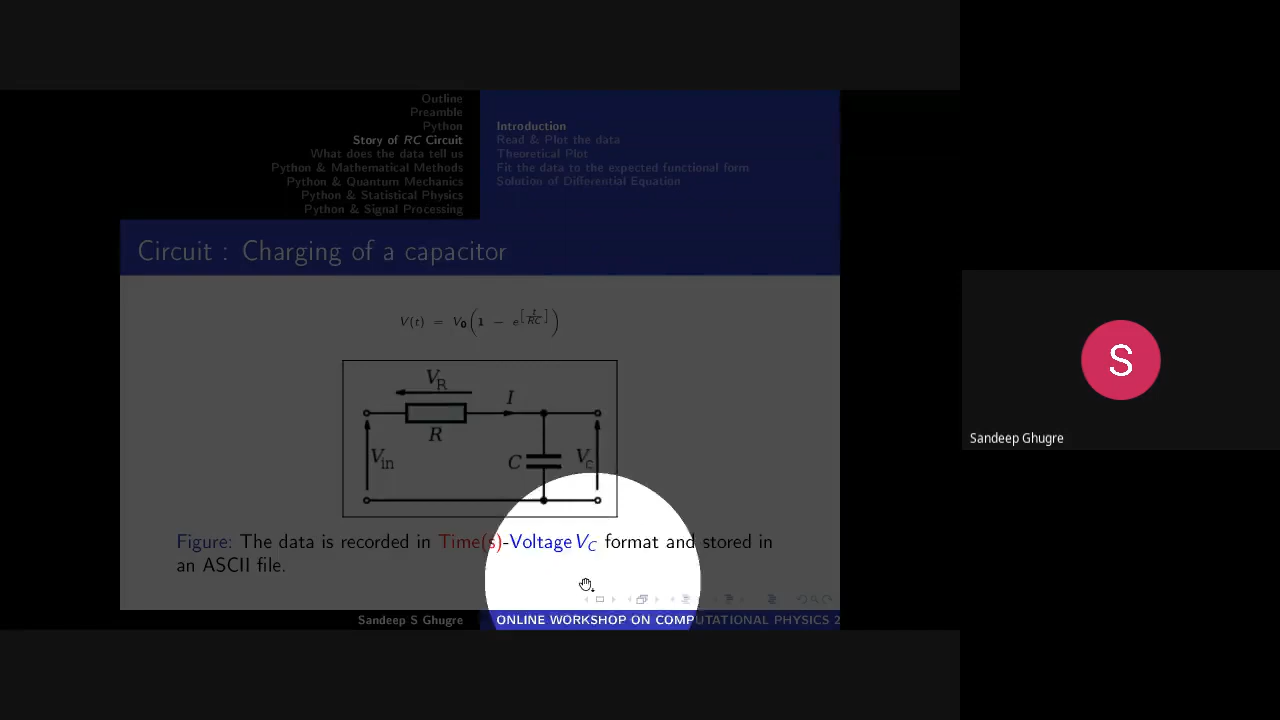 Outline
Preamble
Python
Story of RC Circuit
What does the data tell us
Python & Mathematical Methods
Python & Quantum Mechanics
Python & Statistical Physics
Python & Signal Processing
Introduction
Read & Plot the data
Theoretical Plot
Fit the data to the expected functional form
Solution of Differential Equation
Circuit : Charging of a capacitor
V(t) = V₀(1 − e^[t/RC])
V_R
I
R
V_in
C
V_c
Figure: The data is recorded in Time(s)-Voltage V_C format and stored in
an ASCII file.
Sandeep S Ghugre
ONLINE WORKSHOP ON COMPUTATIONAL PHYSICS 2
S
Sandeep Ghugre